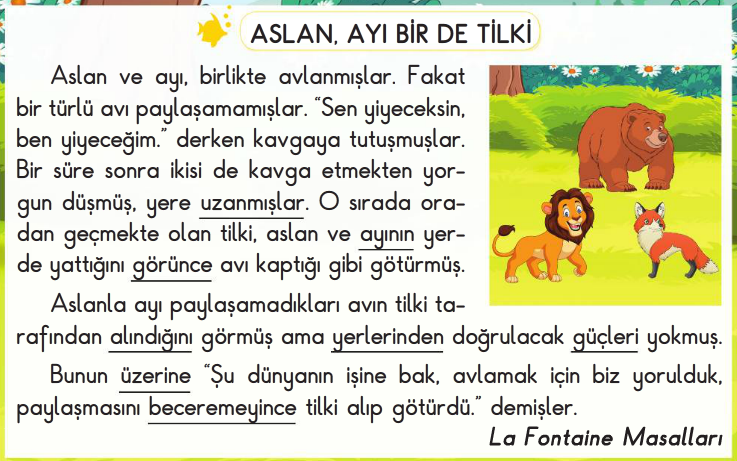 ASLAN, AYI BİR DE TİLKİ
Aslan ve ayı, birlikte avlanmışlar. Fakat
bir türlü avı paylaşamamışlar. “Sen yiyeceksin,
ben yiyeceğim.” derken kavgaya tutuşmuşlar.
Bir süre sonra ikisi de kavga etmekten yor-
gun düşmüş, yere uzanmışlar. O sırada ora-
dan geçmekte olan tilki, aslan ve ayının yer-
de yattığını görünce avı kaptığı gibi götürmüş.
Aslanla ayı paylaşamadıkları avın tilki ta-
rafından alındığını görmüş ama yerlerinden doğrulacak güçleri yokmuş.
Bunun üzerine “Şu dünyanın işine bak, avlamak için biz yorulduk,
paylaşmasını beceremeyince tilki alıp götürdü.” demişler.
La Fontaine Masalları